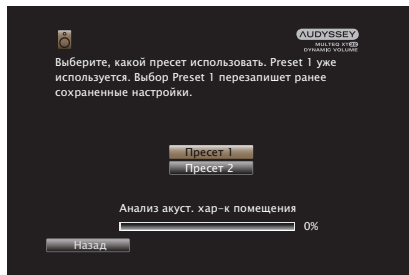 AUDYSSEY
MULTEQ XT32
DYNAMIC VOLUME
Выберите, какой пресет использовать. Preset 1 уже
используется. Выбор Preset 1 перезапишет ранее
сохраненные настройки.
Пресет 1
Пресет 2
Анализ акуст. хар-к помещения
0%
Назад